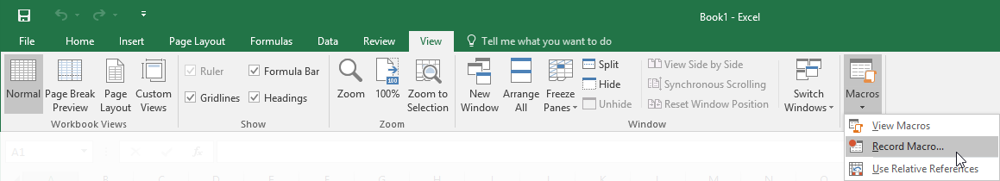 Book1 - Excel
File Home Insert Page Layout Formulas Data Review View Tell me what you want to do
Normal Page Break Preview Page Layout Custom Views
Workbook Views
Ruler Formula Bar
Gridlines Headings
Show
Zoom 100% Zoom to Selection
100
Zoom
New Window Arrange All Freeze Panes
Split
Hide
Unhide
View Side by Side
Synchronous Scrolling
Reset Window Position
Switch Windows
Window
Macros
View Macros
Record Macro...
Use Relative References
A1 fx
A B C D E F G H I J K L M